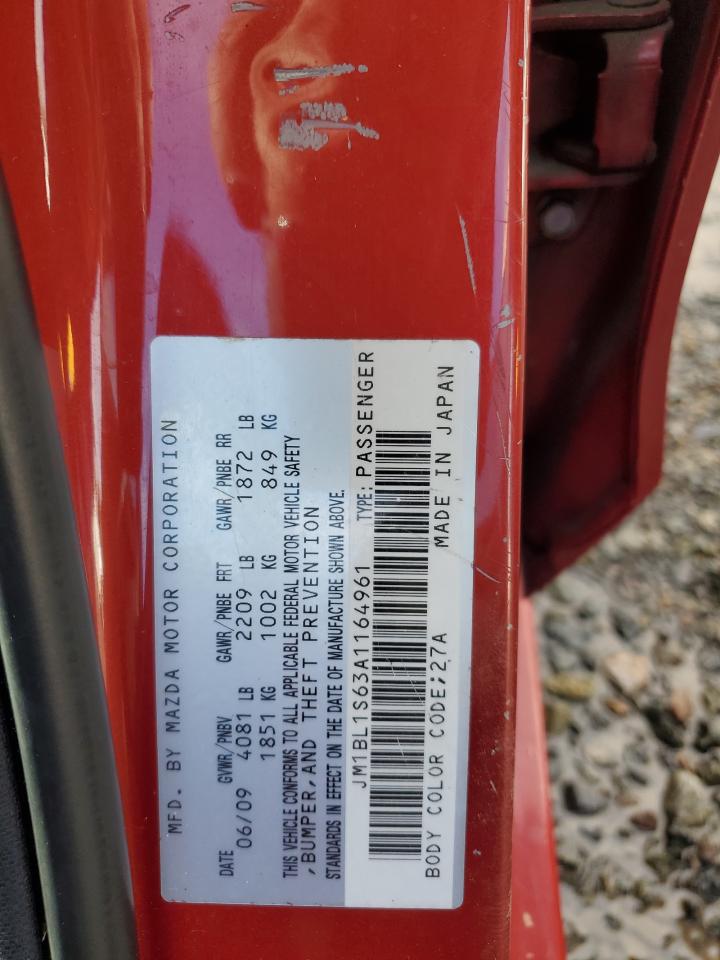 MFD. BY MAZDA MOTOR CORPORATION
DATE GVWR/PNBV GAWR/PNBE FRT GAWR/PNBE RR
06/09 4081 LB 2209 LB 1872 LB
1851 KG 1002 KG 849 KG
THIS VEHICLE CONFORMS TO ALL APPLICABLE FEDERAL MOTOR VEHICLE SAFETY
,BUMPER,AND THEFT PREVENTION
STANDARDS IN EFFECT ON THE DATE OF MANUFACTURE SHOWN ABOVE.
JM1BL1S63A1164961 TYPE: PASSENGER
BODY COLOR CODE;27A MADE IN JAPAN